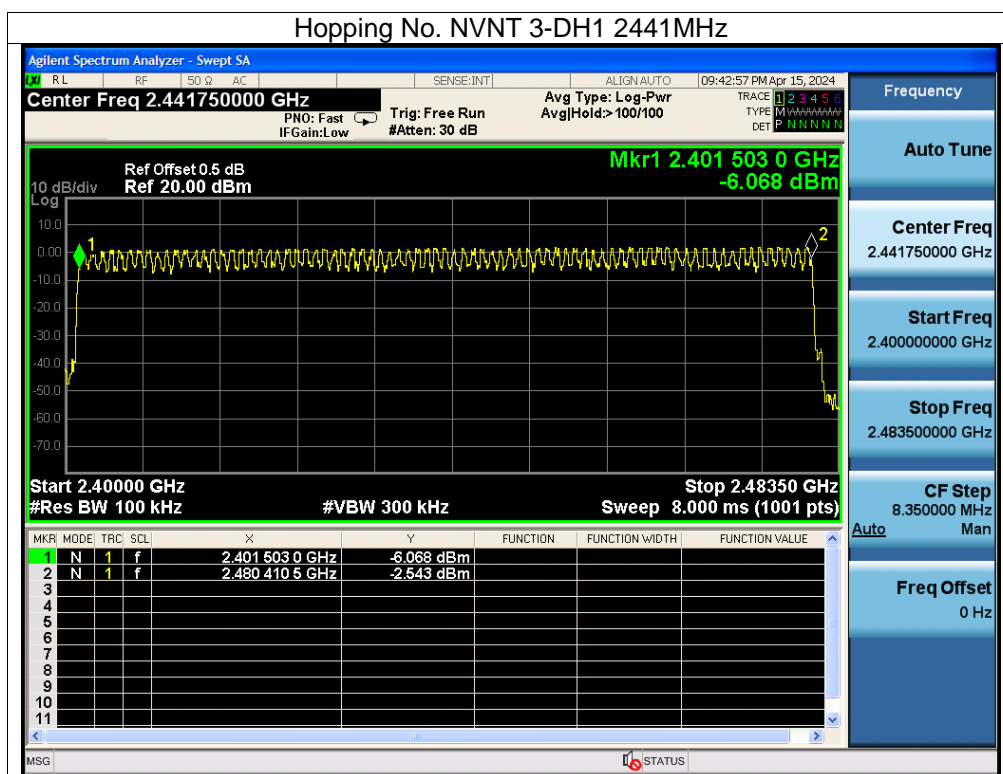 Hopping No. NVNT 3-DH1 2441MHz
Agilent Spectrum Analyzer - Swept SA
LXI RL RF 50 Ω AC SENSE:INT ALIGN AUTO 09:42:57 PM Apr 15, 2024
Center Freq 2.441750000 GHz
PNO: Fast
IFGain:Low
Trig: Free Run
#Atten: 30 dB
Avg Type: Log-Pwr
Avg|Hold:>100/100
TRACE 1 2 3 4 5 6
TYPE M
DET P N N N N N
Mkr1 2.401 503 0 GHz
-6.068 dBm
Ref Offset 0.5 dB
10 dB/div Ref 20.00 dBm
Log
10.0
0.00
-10.0
-20.0
-30.0
-40.0
-50.0
-60.0
-70.0
1
2
Start 2.40000 GHz Stop 2.48350 GHz
#Res BW 100 kHz #VBW 300 kHz Sweep 8.000 ms (1001 pts)
MKR MODE TRC SCL X Y FUNCTION FUNCTION WIDTH FUNCTION VALUE
1 N 1 f 2.401 503 0 GHz -6.068 dBm
2 N 1 f 2.480 410 5 GHz -2.543 dBm
3
4
5
6
7
8
9
10
11
MSG STATUS
Frequency
Auto Tune
Center Freq
2.441750000 GHz
Start Freq
2.400000000 GHz
Stop Freq
2.483500000 GHz
CF Step
8.350000 MHz
Auto Man
Freq Offset
0 Hz